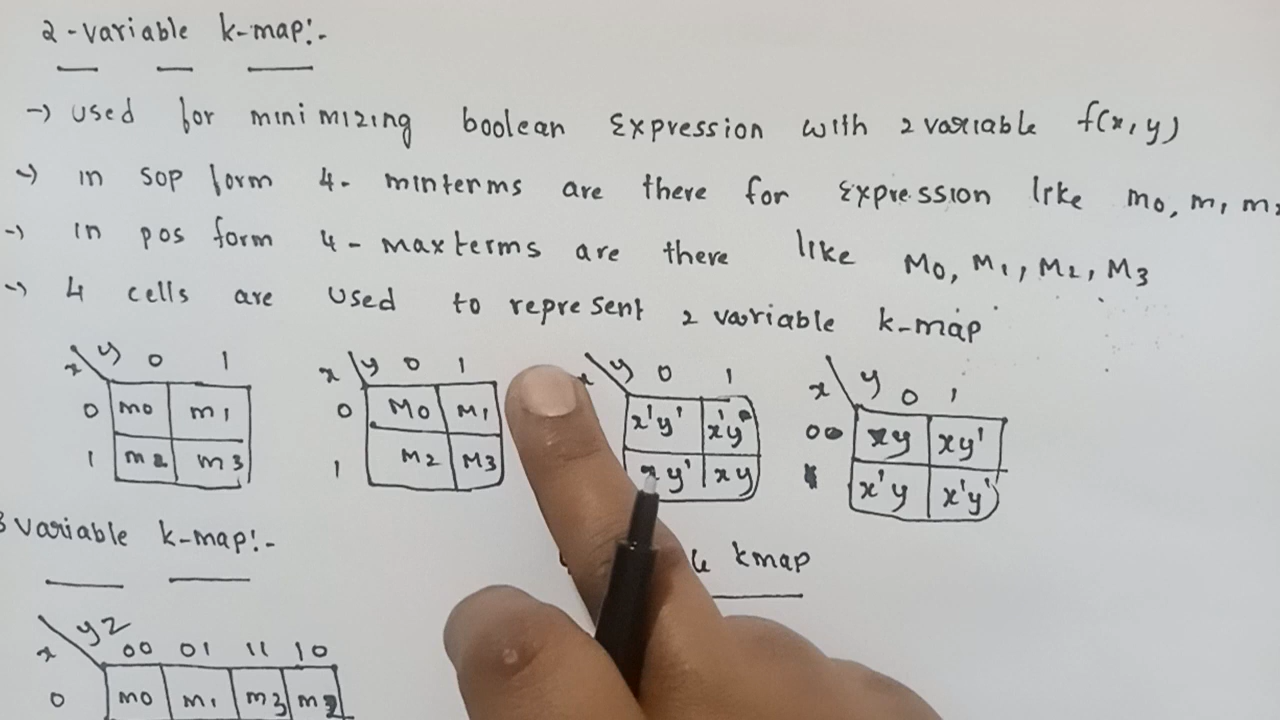 2-variable k-map:-
-> used for minimizing boolean Expression with 2 variable f(x,y)
-> in sop form 4- minterms are there for Expression like m0, m1
-> in pos form 4- maxterms are there like M0, M1, M2, M3
-> 4 cells are used to represent 2 variable k-map
x y 0 1 x y 0 1 x y 0 1 x y 0 1
0 m0 m1 0 M0 M1 x'y' x'y 0 xy xy'
1 m2 m3 1 M2 M3 xy' xy x'y x'y'
3 variable k-map:- kmap
x yz 00 01 11 10
0 m0 m1 m3 m2